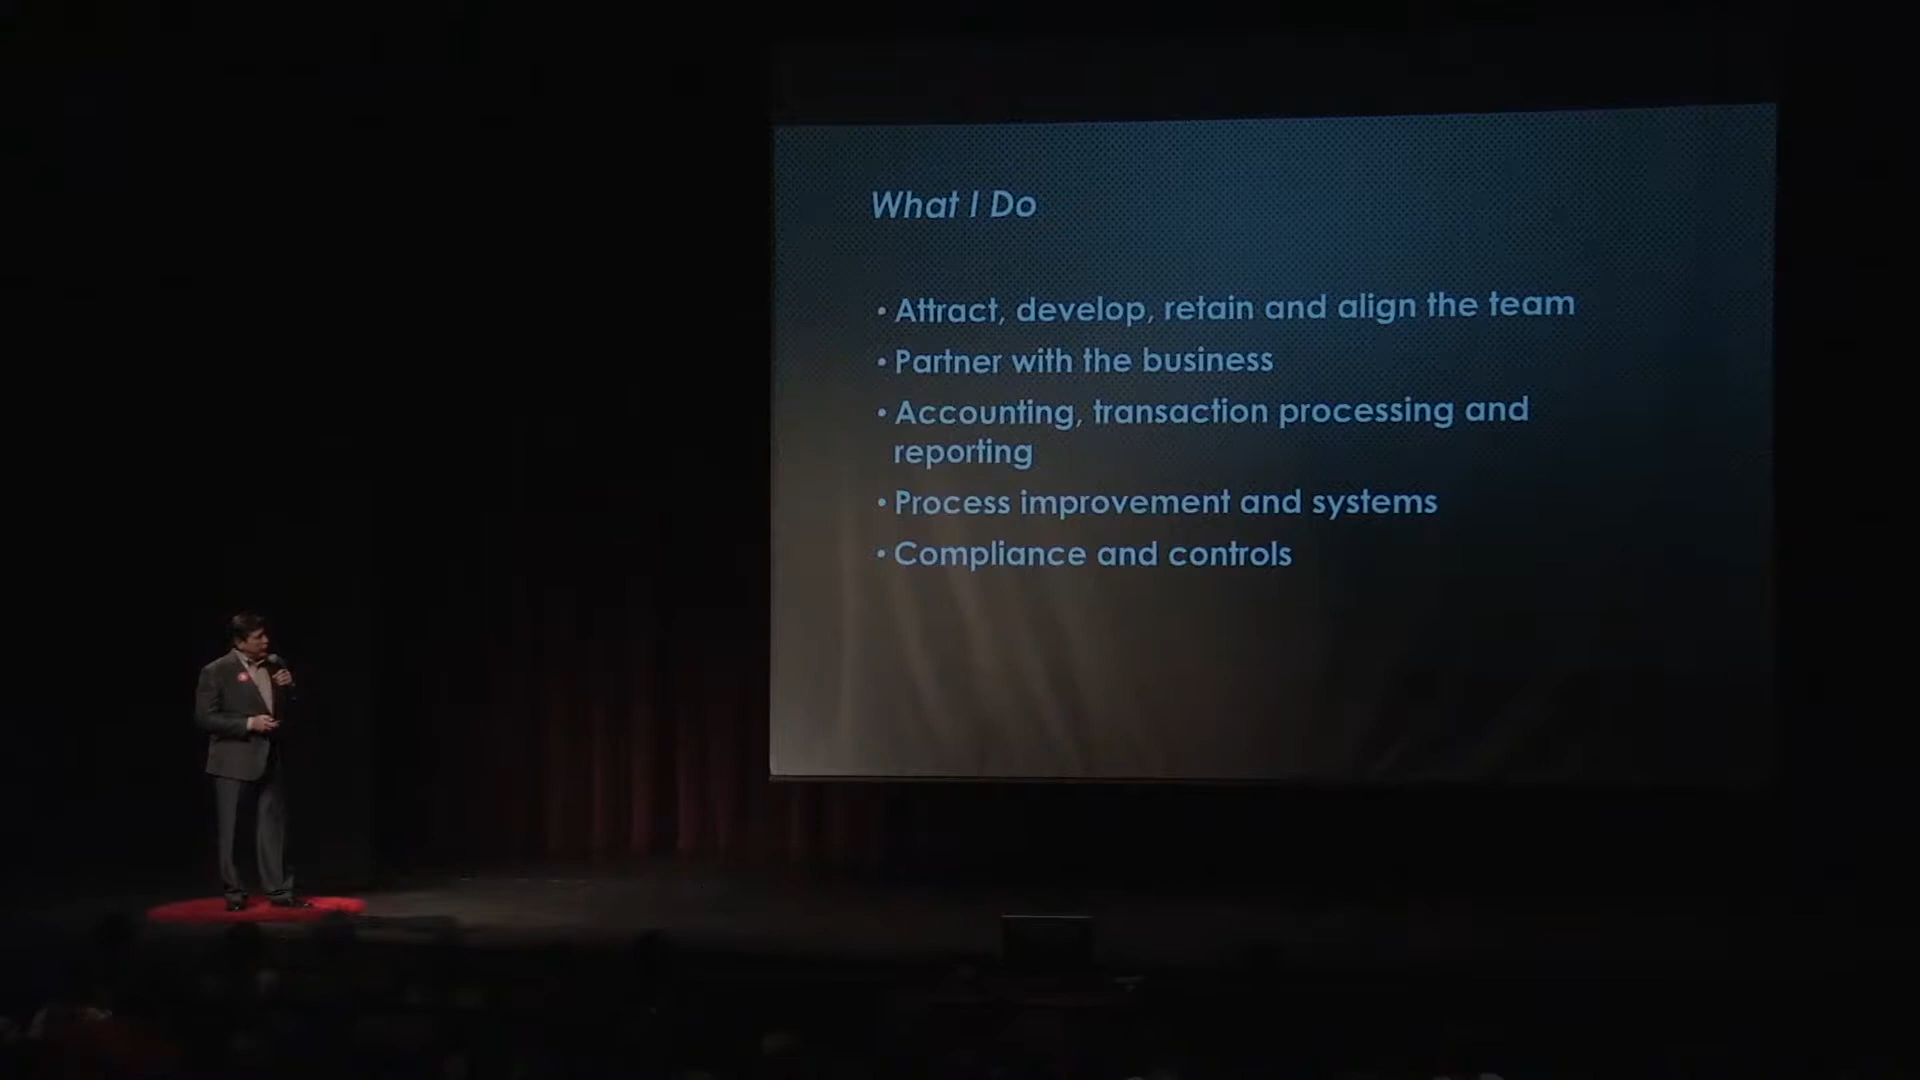 What I Do
• Attract, develop, retain and align the team
• Partner with the business
• Accounting, transaction processing and
reporting
• Process improvement and systems
• Compliance and controls